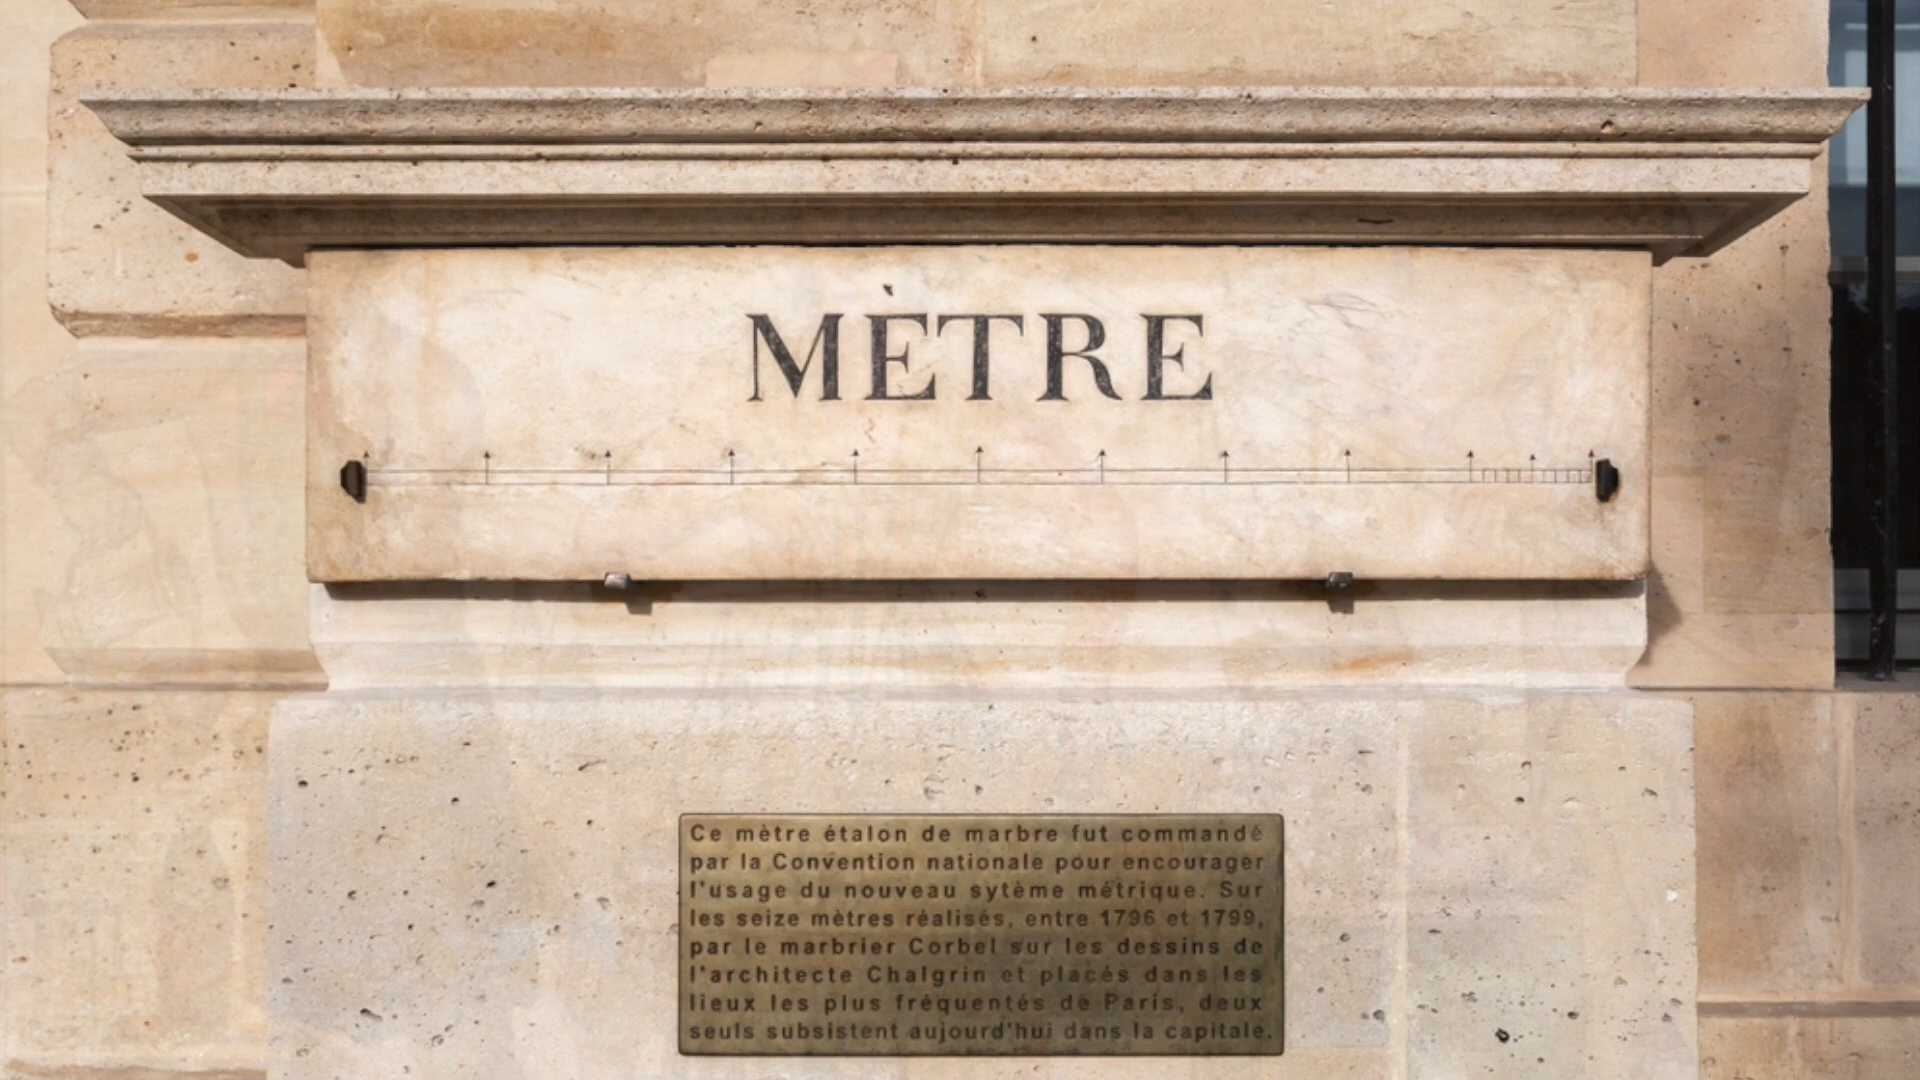 MÈTRE
Ce mètre étalon de marbre fut commandé
par la Convention nationale pour encourager
l'usage du nouveau sytème métrique. Sur
les seize mètres réalisés, entre 1796 et 1799,
par le marbrier Corbel sur les dessins de
l'architecte Chalgrin et placés dans les
lieux les plus fréquentés de París, deux
seuls subsistent aujourd'hui dans la capitale.